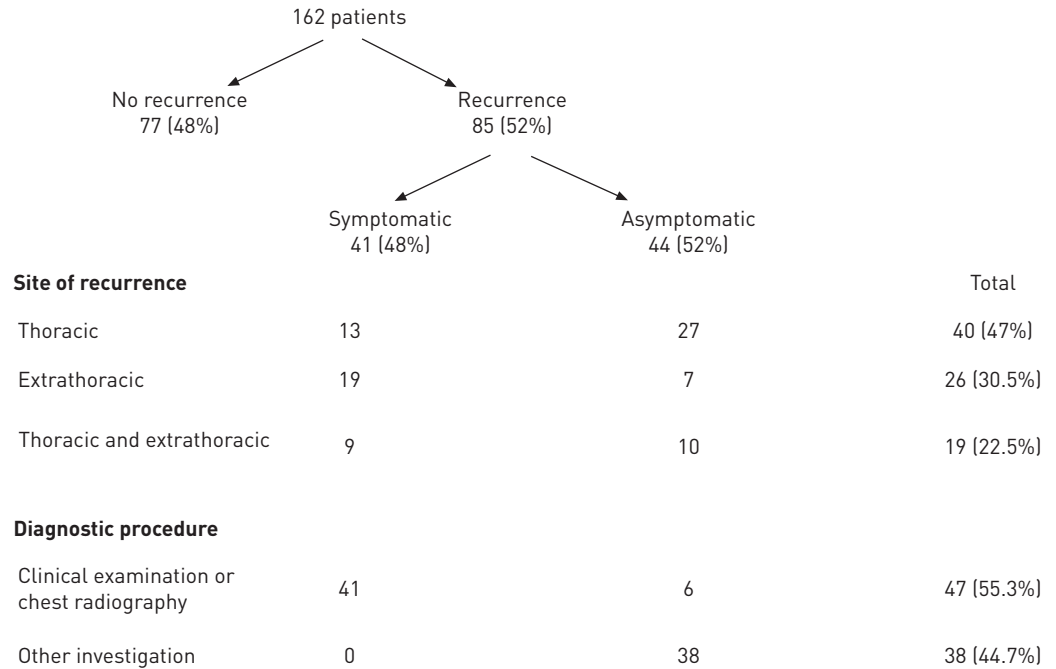 162 patients
No recurrence Recurrence
77 (48%) 85 (52%)
Symptomatic Asymptomatic
41 (48%) 44 (52%)
Site of recurrence Total
Thoracic 13 27 40 (47%)
Extrathoracic 19 7 26 (30.5%)
Thoracic and extrathoracic 9 10 19 (22.5%)
Diagnostic procedure
Clinical examination or
chest radiography 41 6 47 (55.3%)
Other investigation 0 38 38 (44.7%)